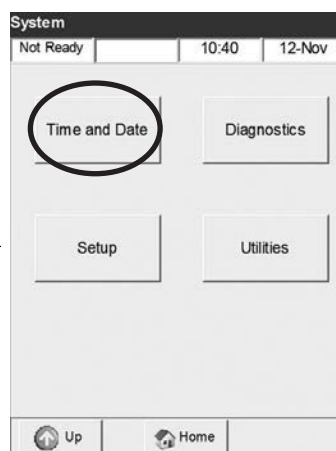 System
Not Ready 10:40 12-Nov
Time and Date Diagnostics
Setup Utilities
Up Home